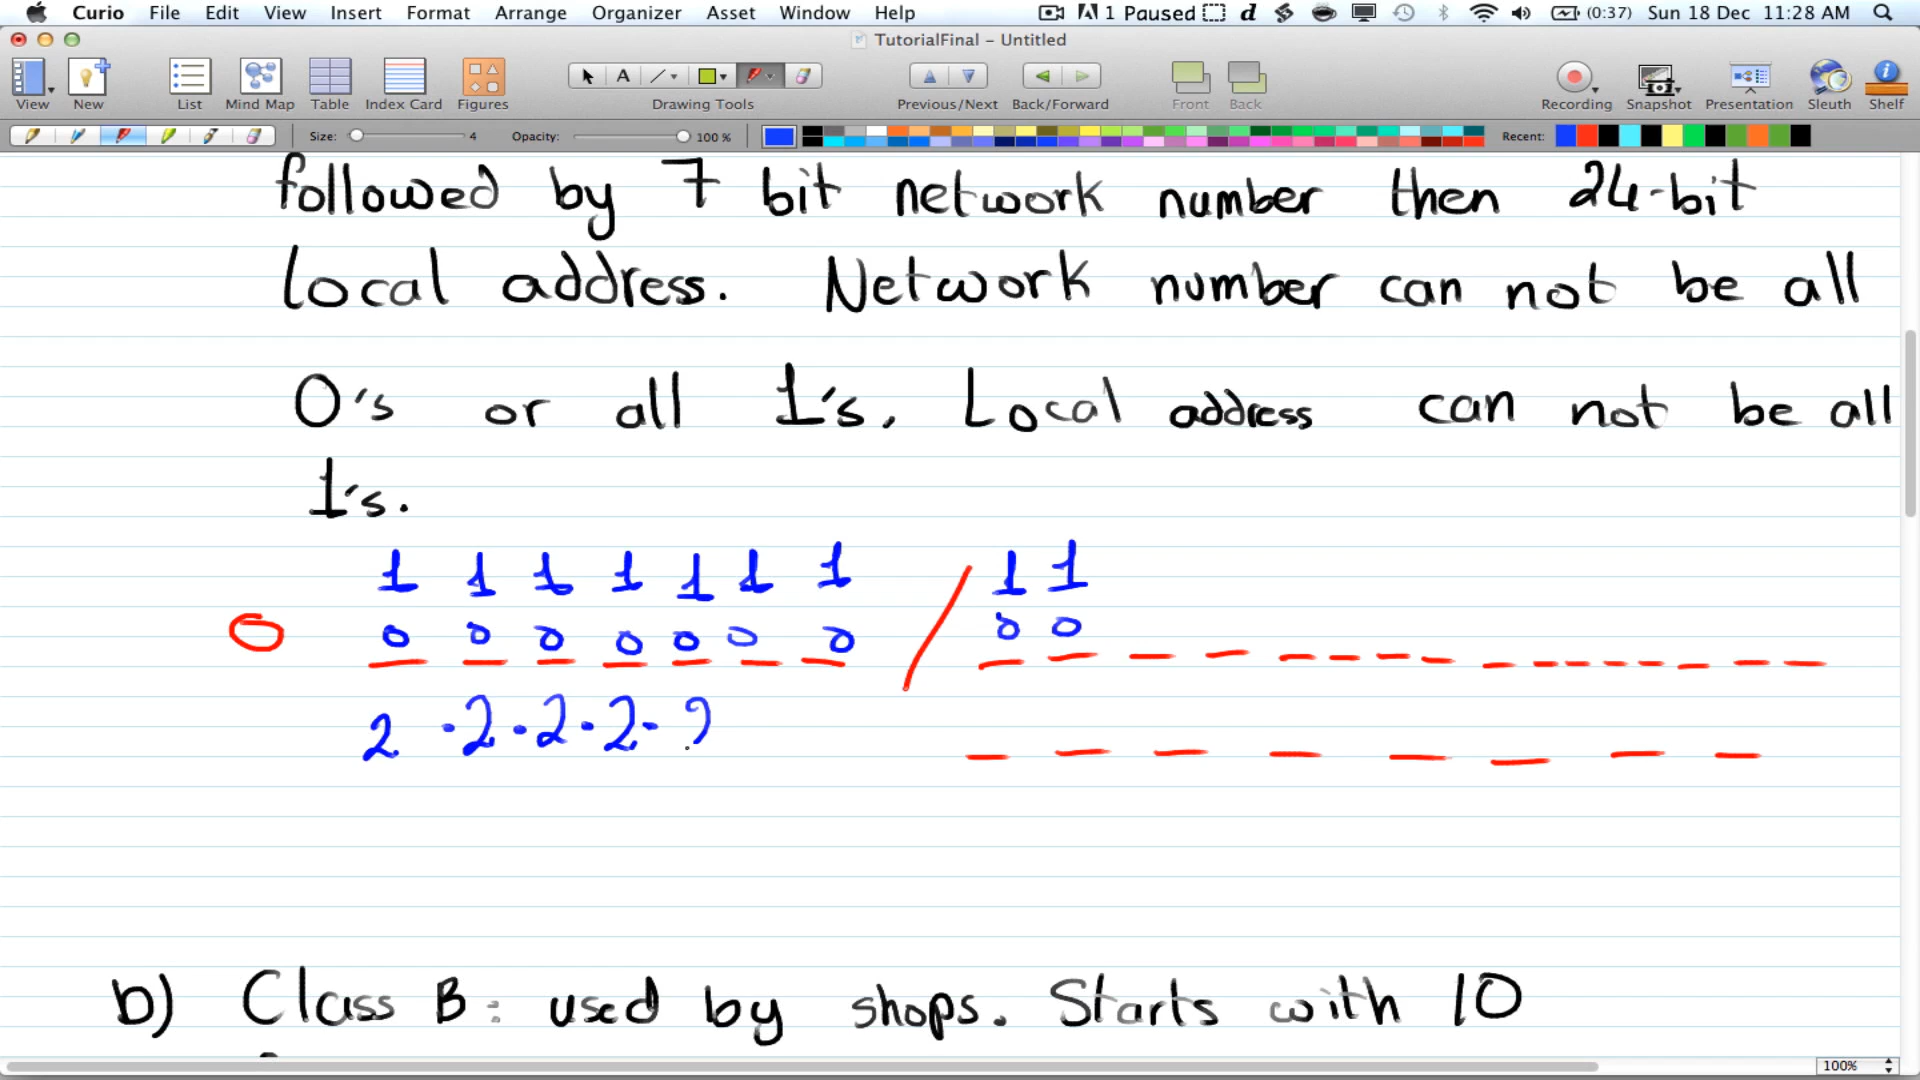 Curio File Edit View Insert Format Arrange Organizer Asset Window Help 1 Paused d (0:37) Sun 18 Dec 11:28 AM
TutorialFinal – Untitled
A
View New List Mind Map Table Index Card Figures Drawing Tools Previous/Next Back/Forward Front Back Recording Snapshot Presentation Sleuth Shelf
Size: 4 Opacity: 100 % Recent:
followed by 7 bit network number then 24-bit
Local address. Network number can not be all
0's or all 1's. Local address can not be all
1's.
1 1 1 1 1 1 1 / 1 1
0 0 0 0 0 0 0 0 0 0
2 · 2 · 2 · 2 · 2
b) Class B: used by shops. Starts with 10
100%